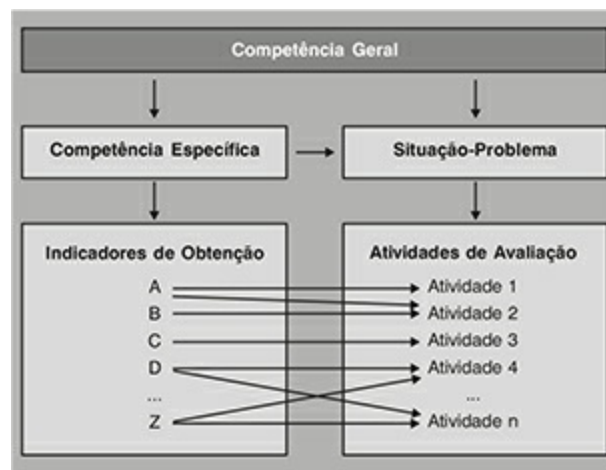 Competência Geral
Competência Específica
Situação-Problema
Indicadores de Obtenção
A
B
C
D
...
Z
Atividades de Avaliação
Atividade 1
Atividade 2
Atividade 3
Atividade 4
...
Atividade n